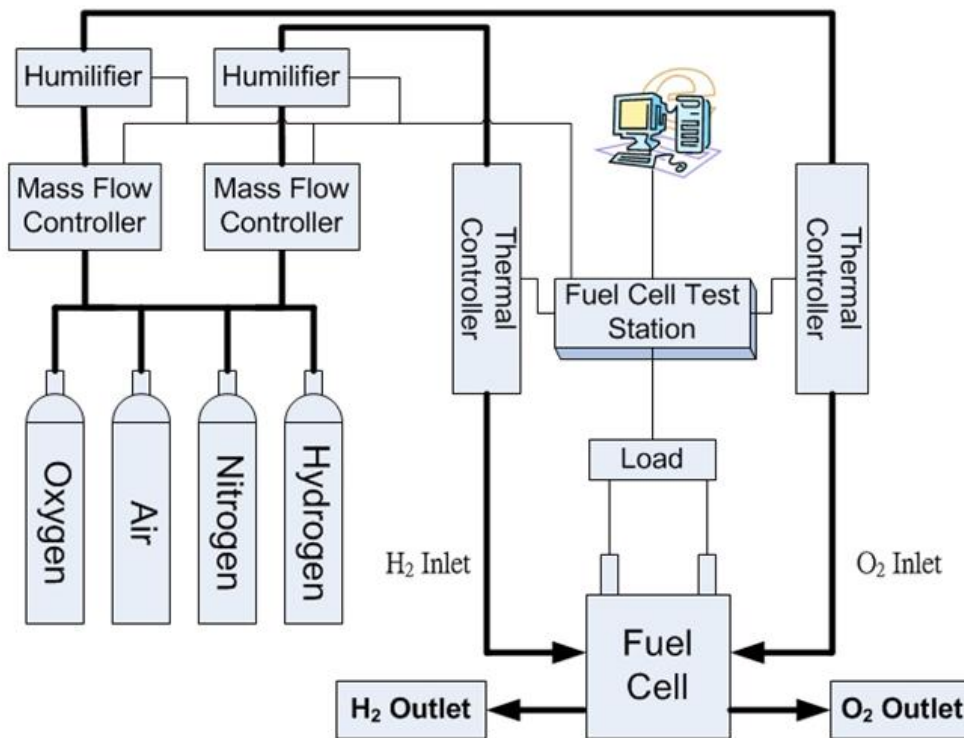 Humilifier
Humilifier
Mass Flow
Controller
Mass Flow
Controller
Thermal
Controller
Thermal
Controller
Fuel Cell Test
Station
Oxygen
Air
Nitrogen
Hydrogen
Load
H₂ Inlet
O₂ Inlet
Fuel
Cell
H₂ Outlet
O₂ Outlet